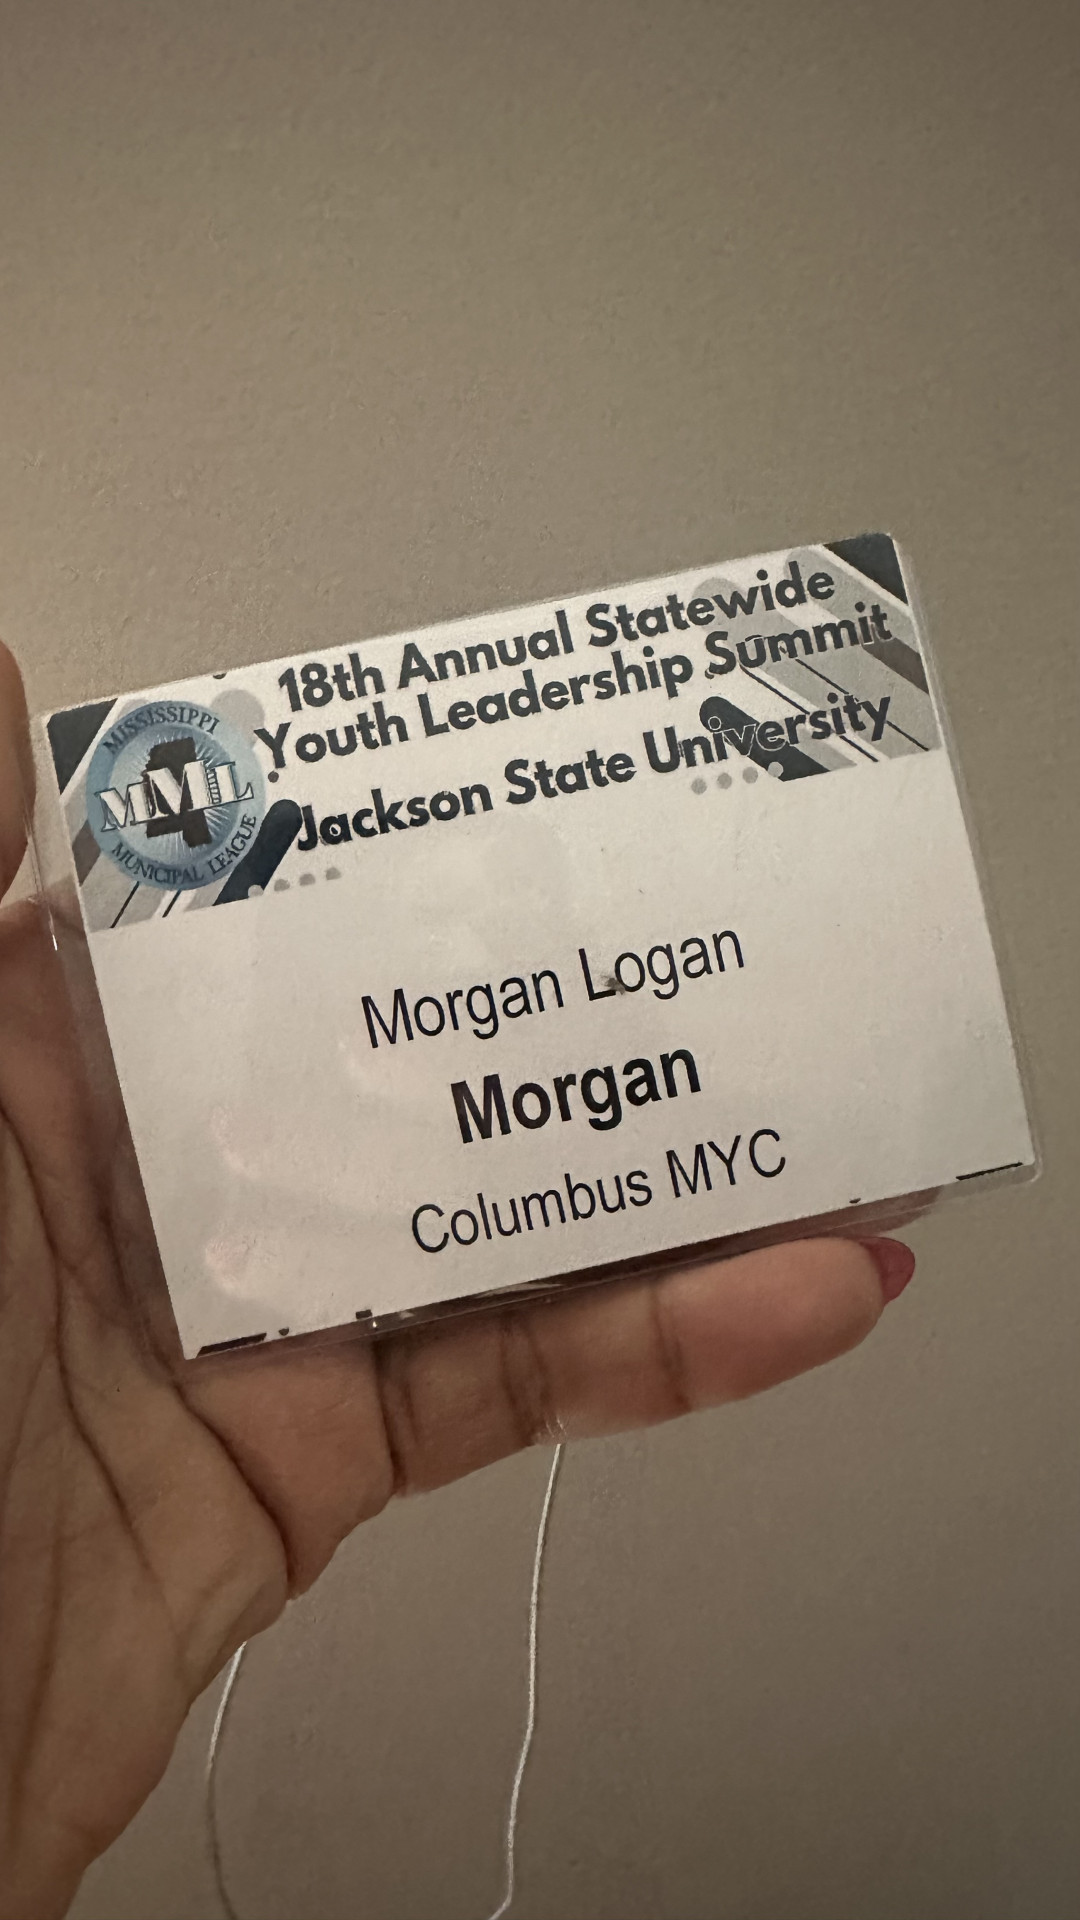 18th Annual Statewide
Youth Leadership Summit
Jackson State University
MISSISSIPPI
MML
MUNICIPAL LEAGUE
Morgan Logan
Morgan
Columbus MYC